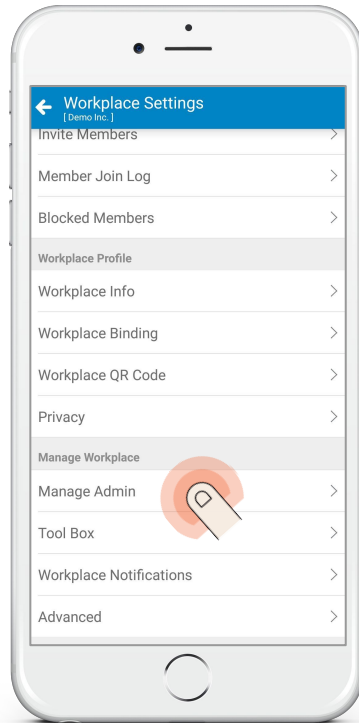 Workplace Settings
[ Demo Inc. ]
Invite Members
Member Join Log
Blocked Members
Workplace Profile
Workplace Info
Workplace Binding
Workplace QR Code
Privacy
Manage Workplace
Manage Admin
Tool Box
Workplace Notifications
Advanced